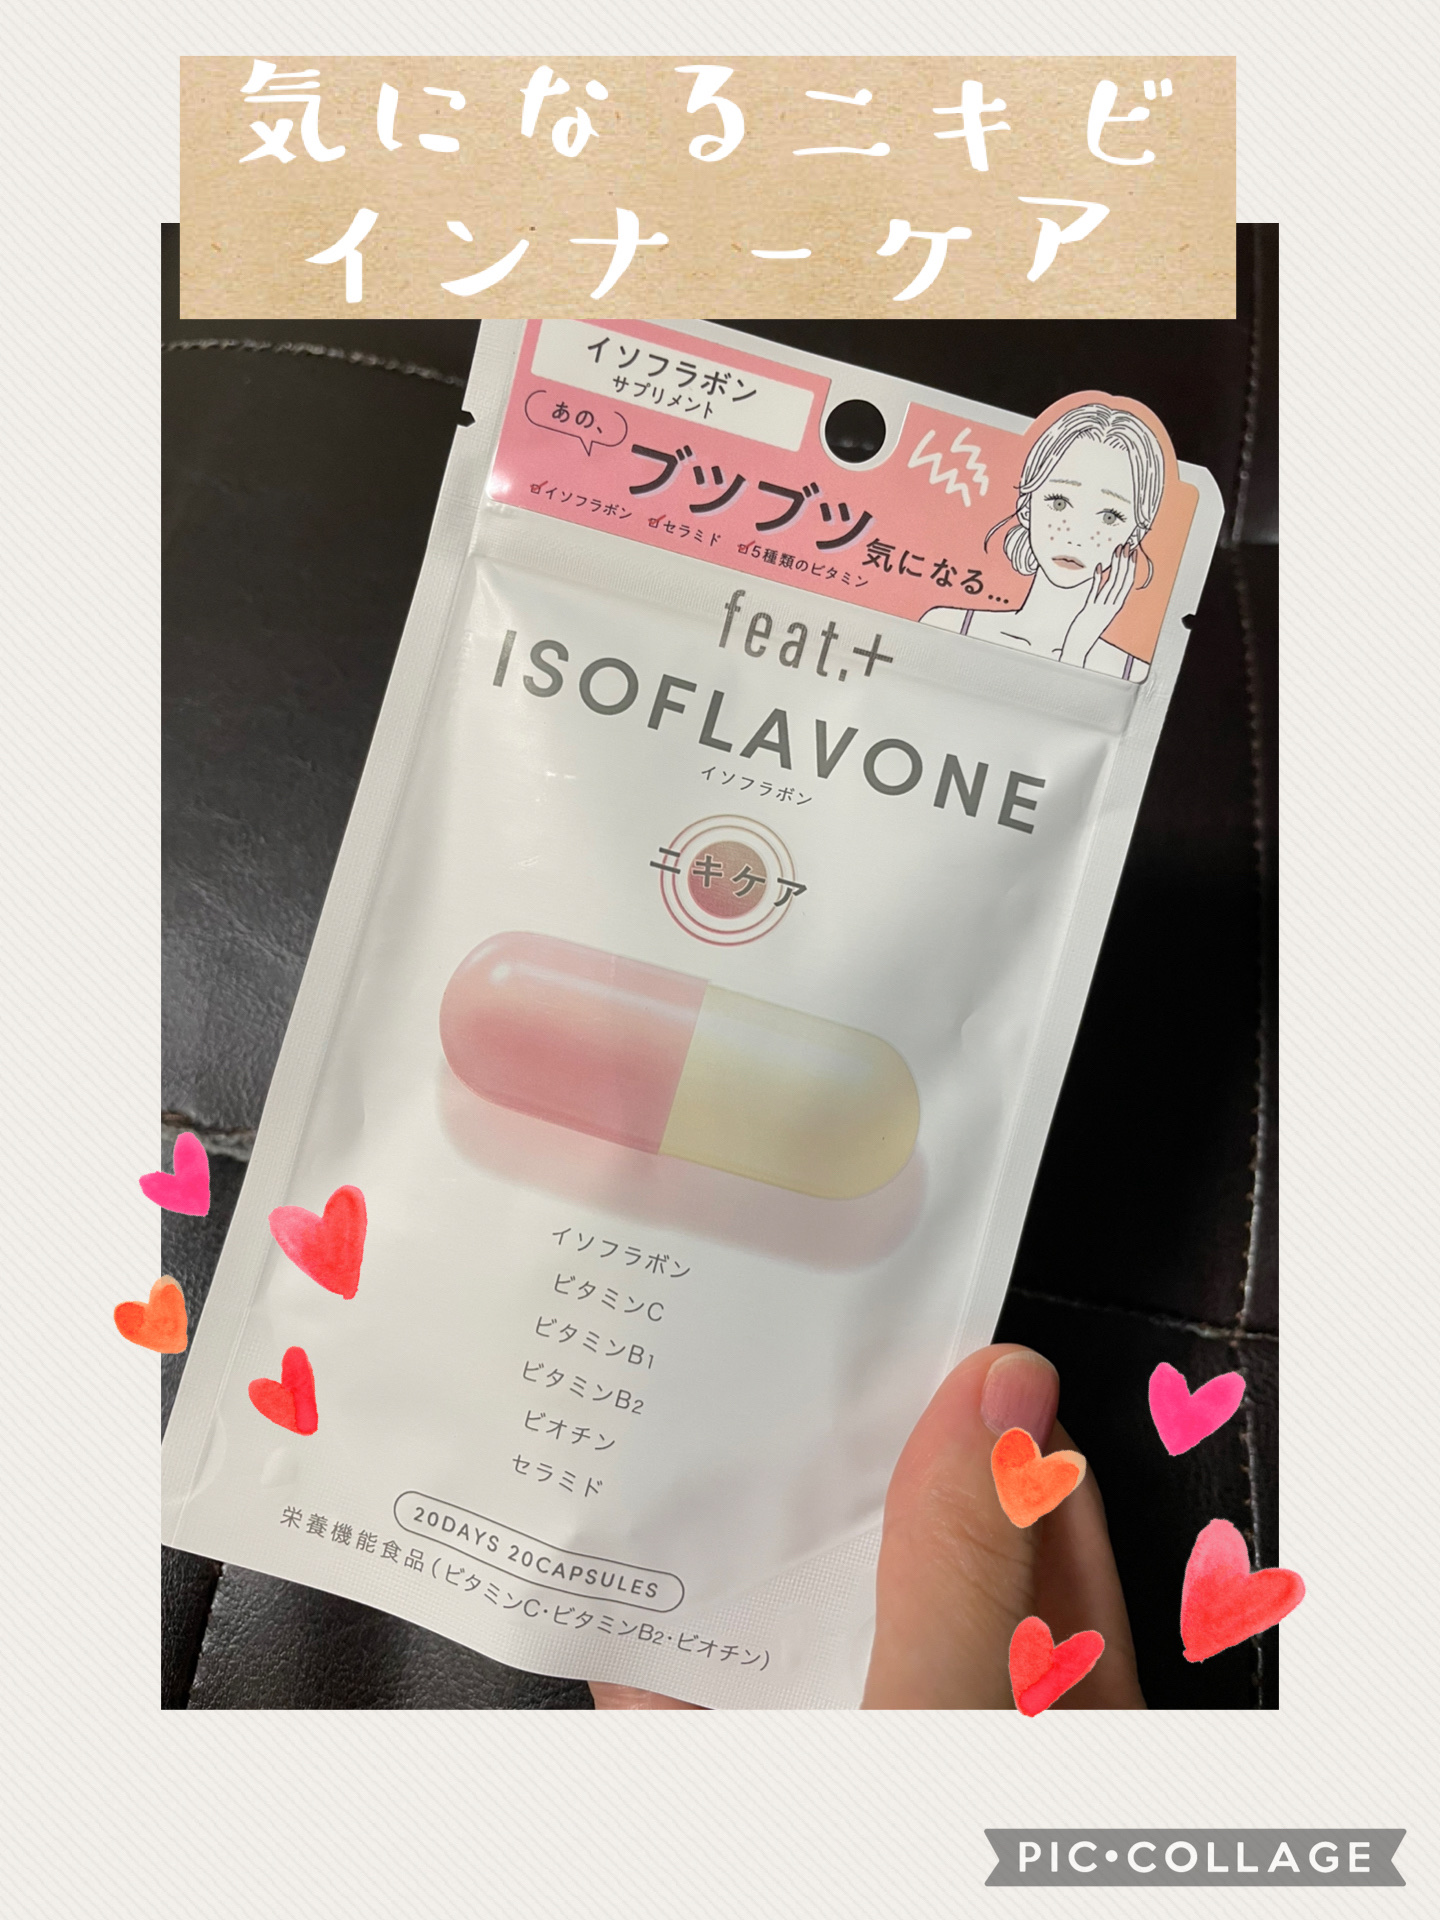 気になるニキビ
インナーケア
イソフラボン
サプリメント
あの、
ブツブツ気になる…
イソフラボン セラミド 5種類のビタミン
feat.+
ISOFLAVONE
イソフラボン
ニキケア
イソフラボン
ビタミンC
ビタミンB1
ビタミンB2
ビオチン
セラミド
20DAYS 20CAPSULES
栄養機能食品(ビタミンC・ビタミンB2・ビオチン)
PIC•COLLAGE